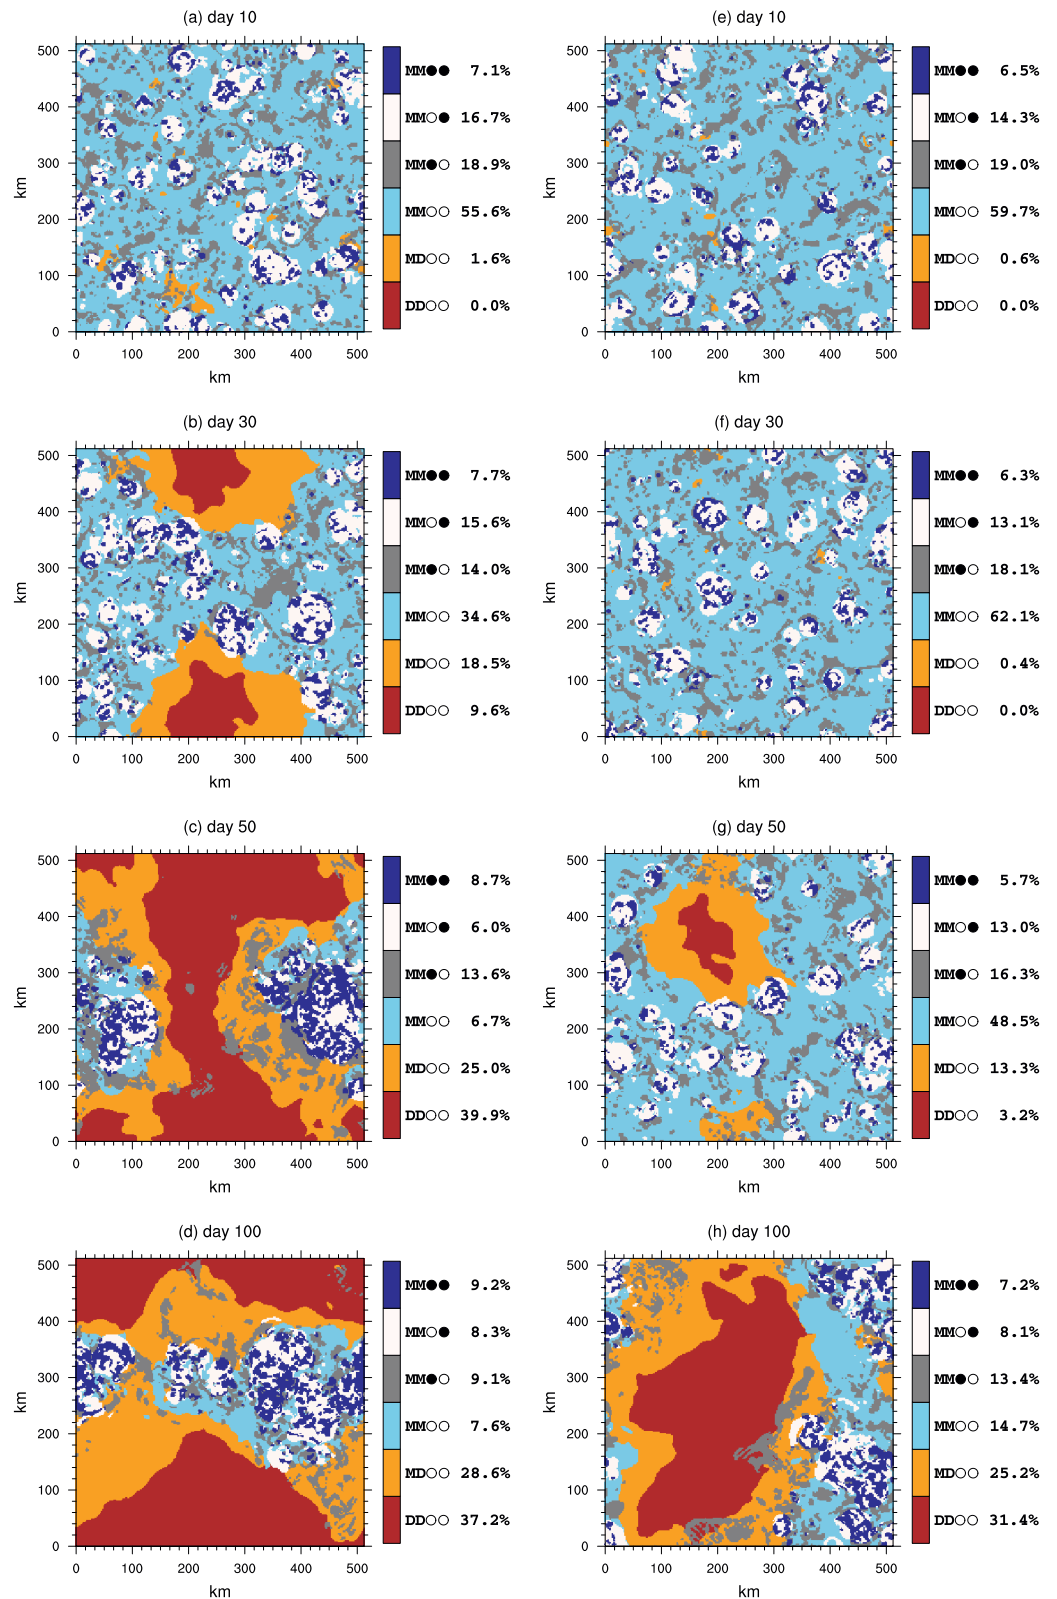 (a) day 10
500
400
300
200
100
0
km
0 100 200 300 400 500
km
MM●● 7.1%
MM○● 16.7%
MM●○ 18.9%
MM○○ 55.6%
MD○○ 1.6%
DD○○ 0.0%
(e) day 10
500
400
300
200
100
0
km
0 100 200 300 400 500
km
MM●● 6.5%
MM○● 14.3%
MM●○ 19.0%
MM○○ 59.7%
MD○○ 0.6%
DD○○ 0.0%
(b) day 30
500
400
300
200
100
0
km
0 100 200 300 400 500
km
MM●● 7.7%
MM○● 15.6%
MM●○ 14.0%
MM○○ 34.6%
MD○○ 18.5%
DD○○ 9.6%
(f) day 30
500
400
300
200
100
0
km
0 100 200 300 400 500
km
MM●● 6.3%
MM○● 13.1%
MM●○ 18.1%
MM○○ 62.1%
MD○○ 0.4%
DD○○ 0.0%
(c) day 50
500
400
300
200
100
0
km
0 100 200 300 400 500
km
MM●● 8.7%
MM○● 6.0%
MM●○ 13.6%
MM○○ 6.7%
MD○○ 25.0%
DD○○ 39.9%
(g) day 50
500
400
300
200
100
0
km
0 100 200 300 400 500
km
MM●● 5.7%
MM○● 13.0%
MM●○ 16.3%
MM○○ 48.5%
MD○○ 13.3%
DD○○ 3.2%
(d) day 100
500
400
300
200
100
0
km
0 100 200 300 400 500
km
MM●● 9.2%
MM○● 8.3%
MM●○ 9.1%
MM○○ 7.6%
MD○○ 28.6%
DD○○ 37.2%
(h) day 100
500
400
300
200
100
0
km
0 100 200 300 400 500
km
MM●● 7.2%
MM○● 8.1%
MM●○ 13.4%
MM○○ 14.7%
MD○○ 25.2%
DD○○ 31.4%